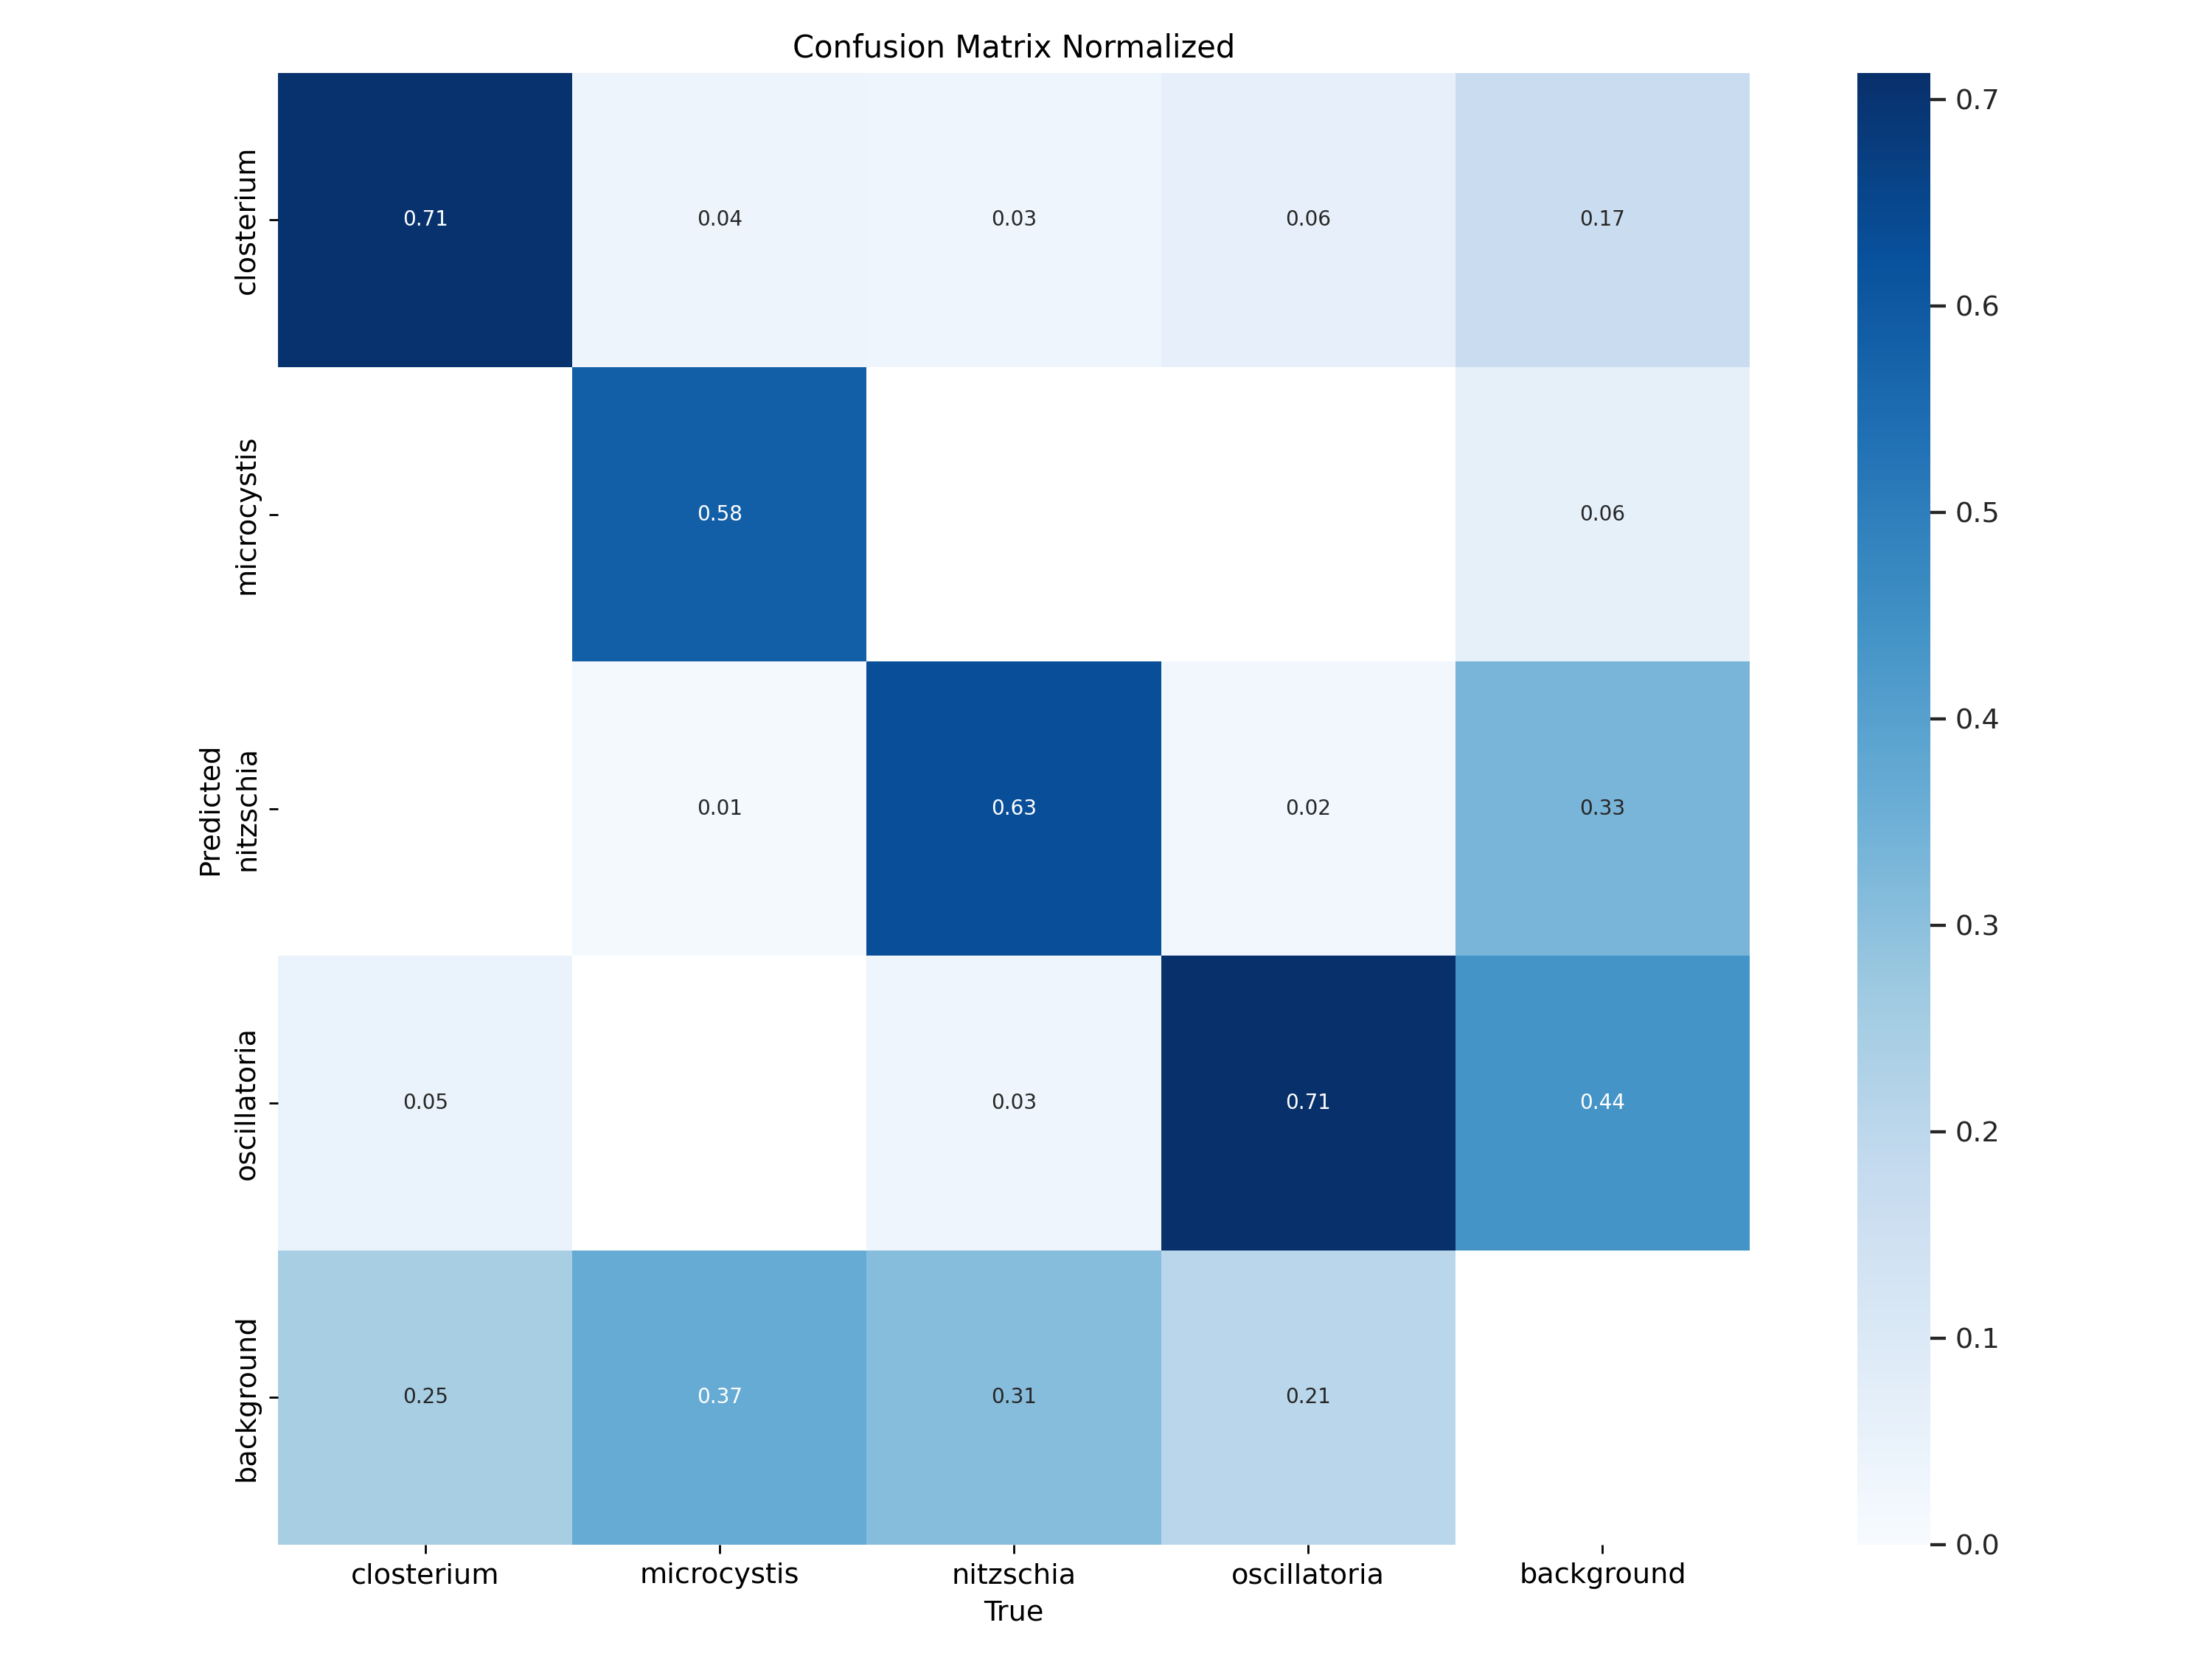 Confusion Matrix Normalized
closterium
0.71
0.04
0.03
0.06
0.17
microcystis
0.58
0.06
Predicted
nitzschia
0.01
0.63
0.02
0.33
oscillatoria
0.05
0.03
0.71
0.44
background
0.25
0.37
0.31
0.21
closterium
microcystis
nitzschia
oscillatoria
background
True
0.7
0.6
0.5
0.4
0.3
0.2
0.1
0.0